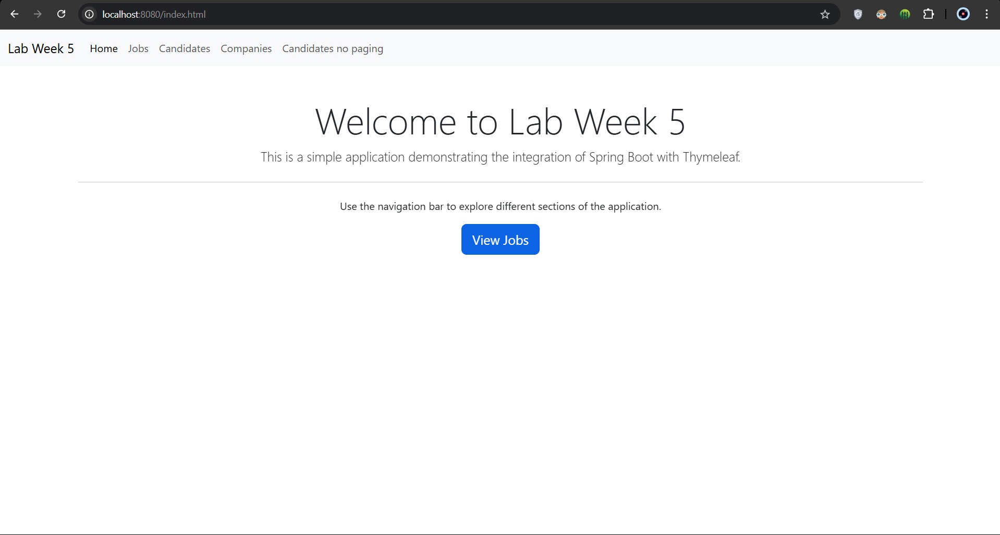 localhost:8080/index.html
Lab Week 5 Home Jobs Candidates Companies Candidates no paging
Welcome to Lab Week 5
This is a simple application demonstrating the integration of Spring Boot with Thymeleaf.
Use the navigation bar to explore different sections of the application.
View Jobs